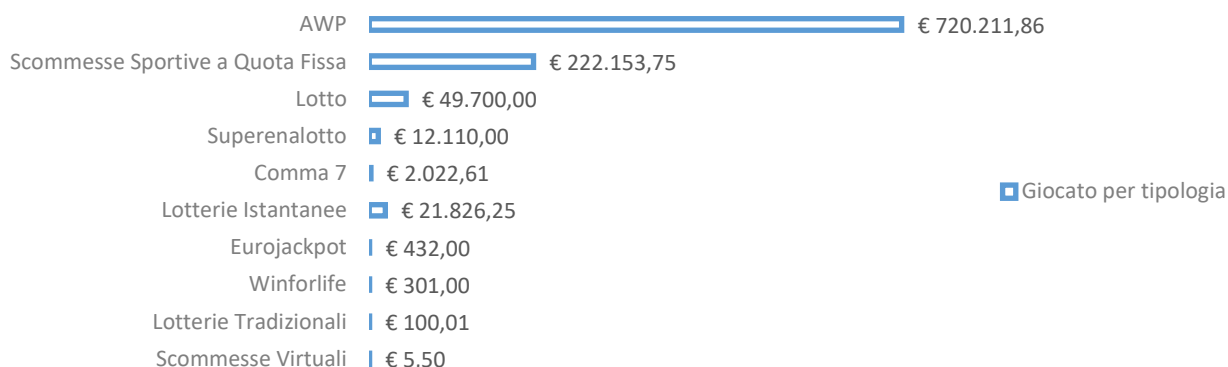 AWP € 720.211,86
Scommesse Sportive a Quota Fissa € 222.153,75
Lotto € 49.700,00
Superenalotto € 12.110,00
Comma 7 € 2.022,61
Lotterie Istantanee € 21.826,25
Giocato per tipologia
Eurojackpot € 432,00
Winforlife € 301,00
Lotterie Tradizionali € 100,01
Scommesse Virtuali € 5,50